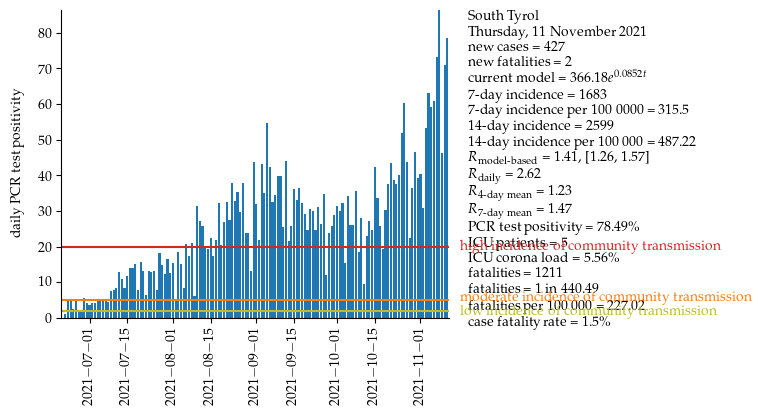 daily PCR test positivity
80
70
60
50
40
30
20
10
0
2021−07−01
2021−07−15
2021−08−01
2021−08−15
2021−09−01
2021−09−15
2021−10−01
2021−10−15
2021−11−01
South Tyrol
Thursday, 11 November 2021
new cases = 427
new fatalities = 2
current model = 366.18e^0.0852t
7-day incidence = 1683
7-day incidence per 100 0000 = 315.5
14-day incidence = 2599
14-day incidence per 100 000 = 487.22
R model-based = 1.41, [1.26, 1.57]
R daily = 2.62
R 4-day mean = 1.23
R 7-day mean = 1.47
PCR test positivity = 78.49%
ICU patients = 5
high incidence of community transmission
ICU corona load = 5.56%
fatalities = 1211
fatalities = 1 in 440.49
moderate incidence of community transmission
fatalities per 100 000 = 227.02
low incidence of community transmission
case fatality rate = 1.5%